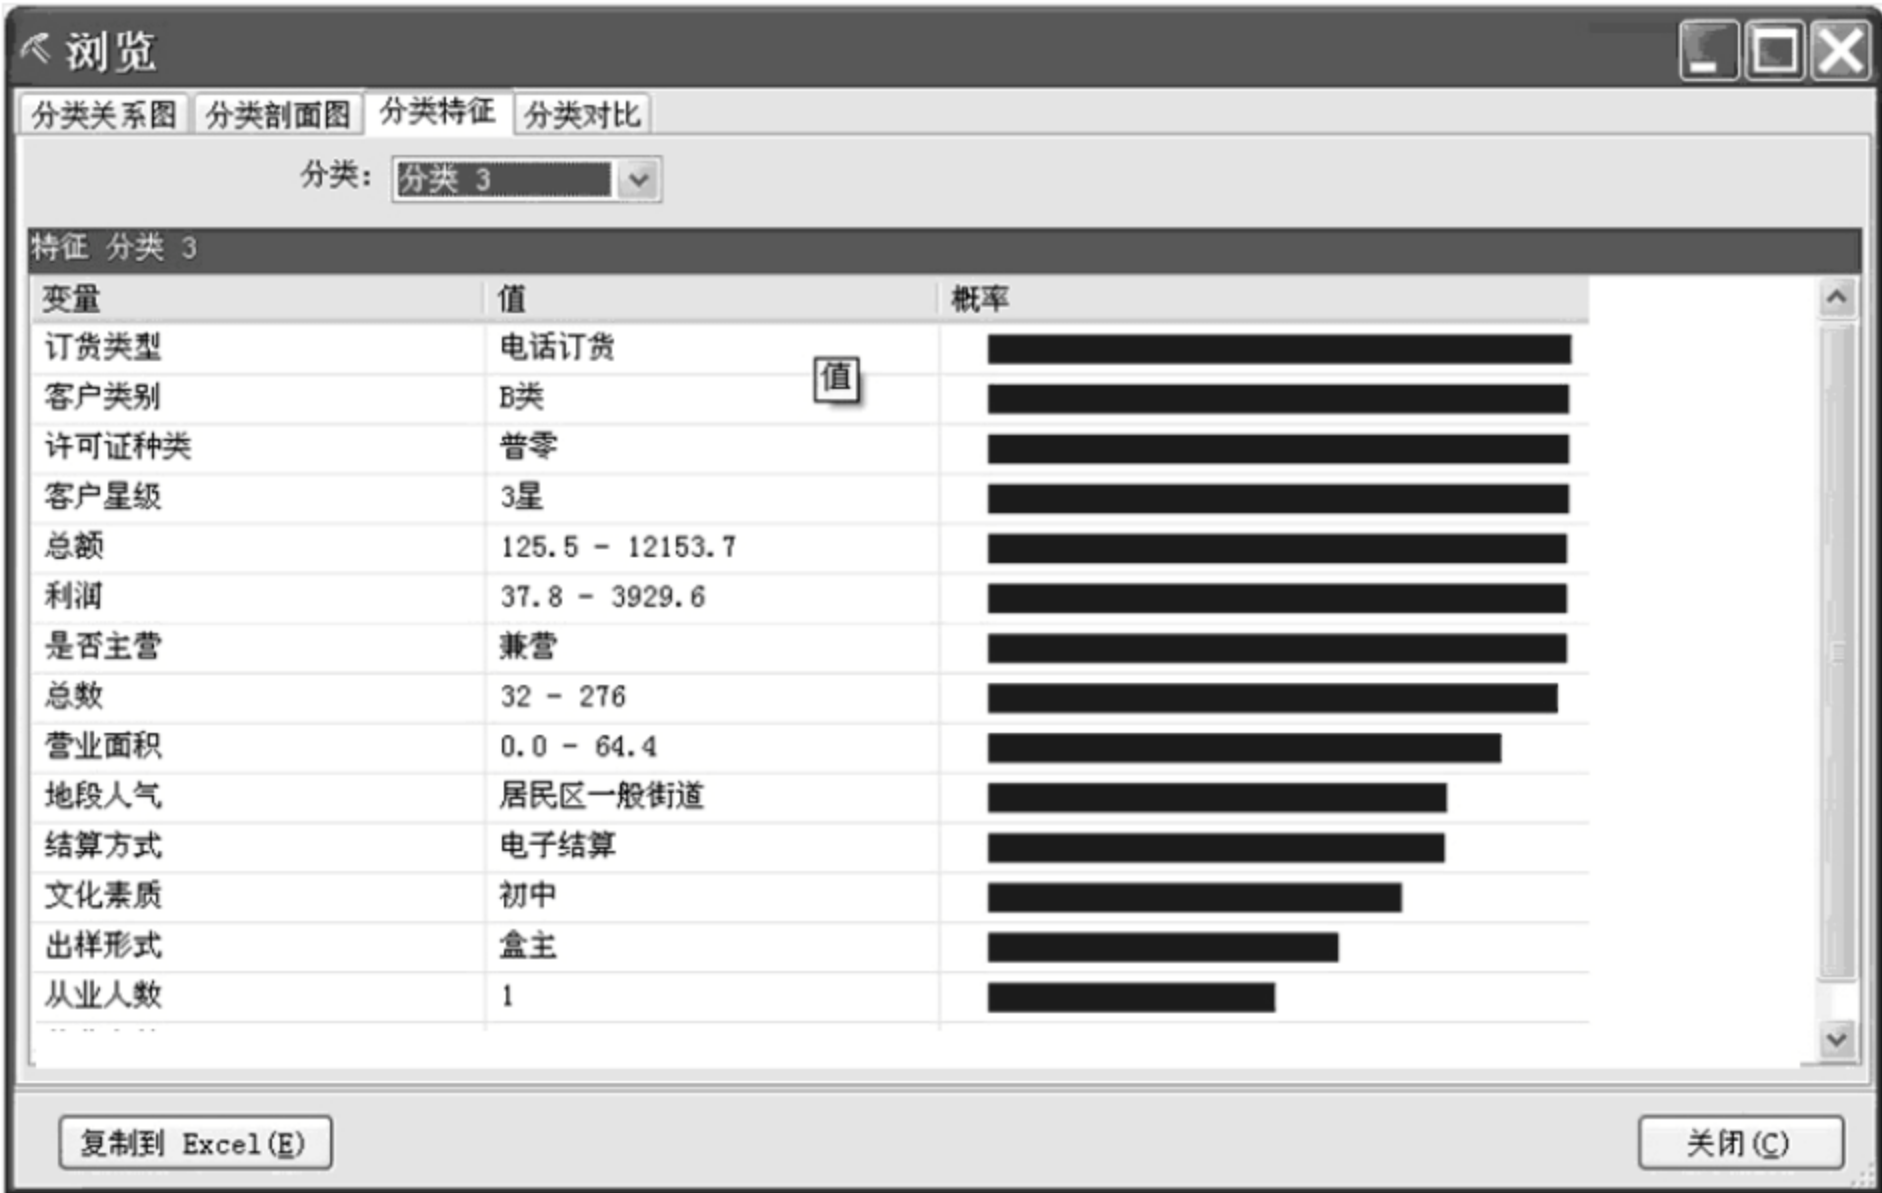 浏览
分类关系图 分类剖面图 分类特征 分类对比
分类: 分类 3
特征 分类 3
变量 值 概率
订货类型 电话订货
值
客户类别 B类
许可证种类 普零
客户星级 3星
总额 125.5 - 12153.7
利润 37.8 - 3929.6
是否主营 兼营
总数 32 - 276
营业面积 0.0 - 64.4
地段人气 居民区一般街道
结算方式 电子结算
文化素质 初中
出样形式 盒主
从业人数 1
复制到 Excel(E) 关闭(C)